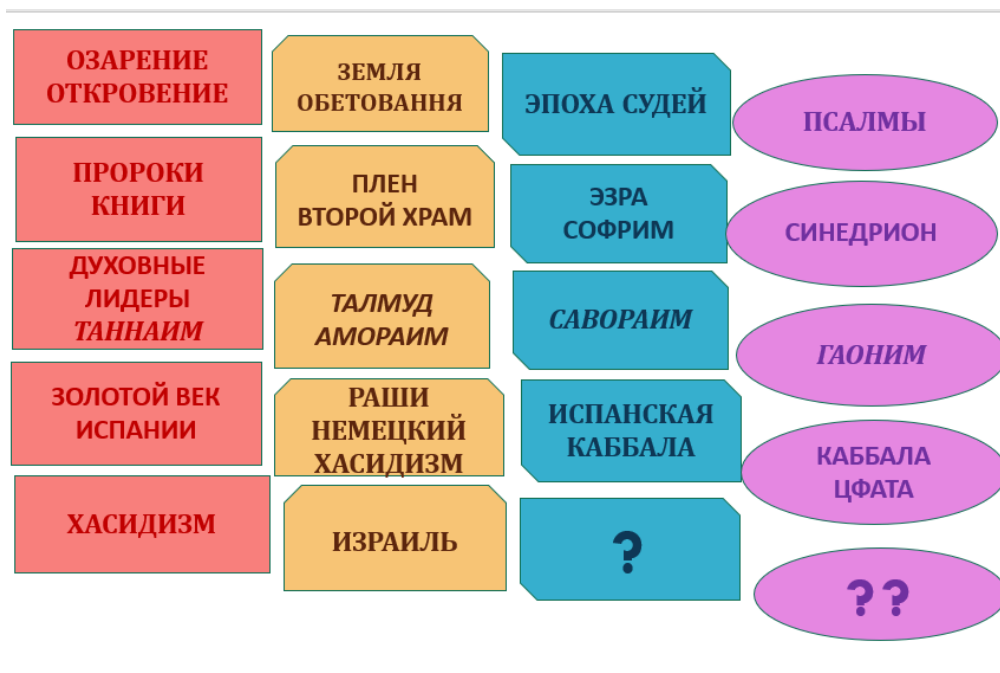 ОЗАРЕНИЕ
ОТКРОВЕНИЕ
ЗЕМЛЯ
ОБЕТОВАННЯ
ЭПОХА СУДЕЙ
ПСАЛМЫ
ПРОРОКИ
КНИГИ
ПЛЕН
ВТОРОЙ ХРАМ
ЭЗРА
СОФРИМ
СИНЕДРИОН
ДУХОВНЫЕ
ЛИДЕРЫ
ТАННАИМ
ТАЛМУД
АМОРАИМ
САВОРАИМ
ГАОНИМ
ЗОЛОТОЙ ВЕК
ИСПАНИИ
РАШИ
НЕМЕЦКИЙ
ХАСИДИЗМ
ИСПАНСКАЯ
КАББАЛА
КАББАЛА
ЦФАТА
ХАСИДИЗМ
ИЗРАИЛЬ
?
??